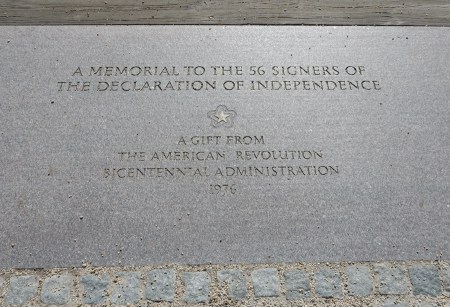 A MEMORIAL TO THE 56 SIGNERS OF
THE DECLARATION OF INDEPENDENCE
A GIFT FROM
THE AMERICAN REVOLUTION
BICENTENNIAL ADMINISTRATION
1976